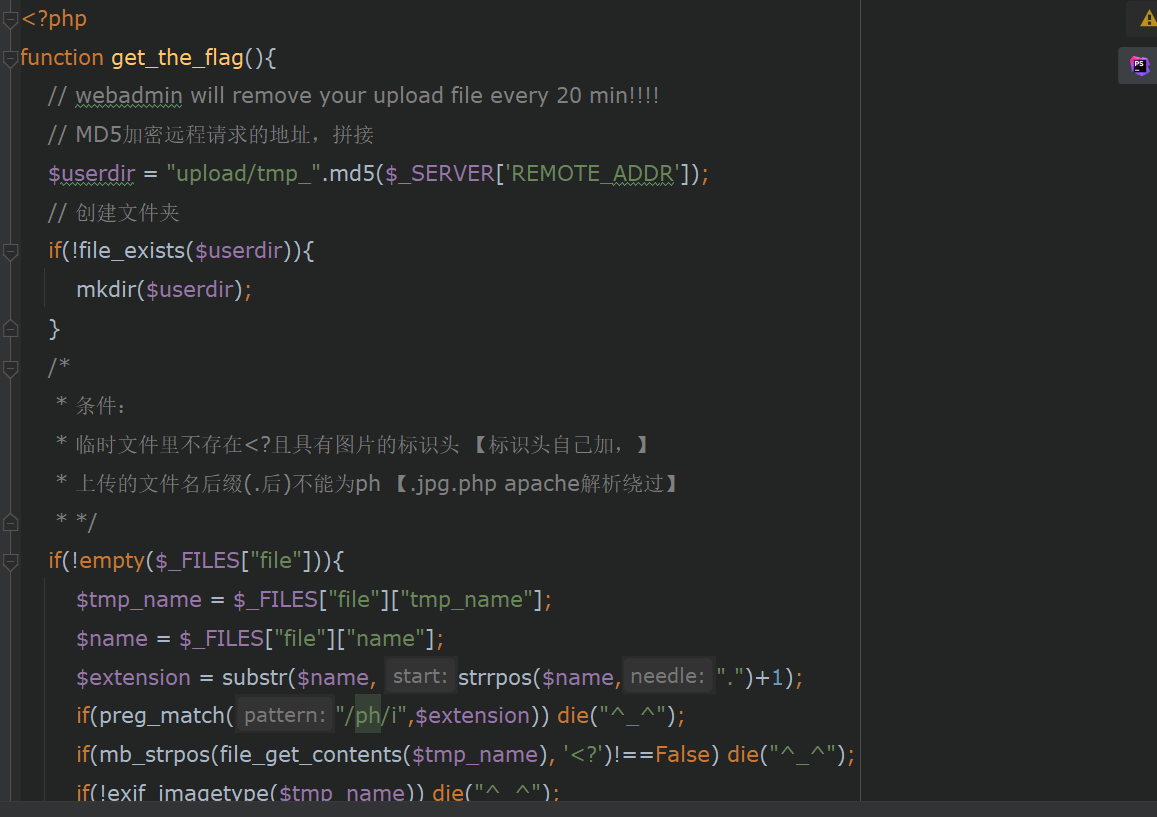 <?php
function get_the_flag(){
// webadmin will remove your upload file every 20 min!!!!
// MD5加密远程请求的地址，拼接
$userdir = "upload/tmp_".md5($_SERVER['REMOTE_ADDR']);
// 创建文件夹
if(!file_exists($userdir)){
mkdir($userdir);
}
/*
* 条件：
* 临时文件里不存在<?且具有图片的标识头 【标识头自己加，】
* 上传的文件名后缀(.后)不能为ph 【.jpg.php apache解析绕过】
* */
if(!empty($_FILES["file"])){
$tmp_name = $_FILES["file"]["tmp_name"];
$name = $_FILES["file"]["name"];
$extension = substr($name, start: strrpos($name, needle: ".")+1);
if(preg_match( pattern: "/ph/i",$extension)) die("^_^");
if(mb_strpos(file_get_contents($tmp_name), '<?')!==False) die("^_^");
if(!exif_imagetype($tmp_name)) die("^_^");
PS